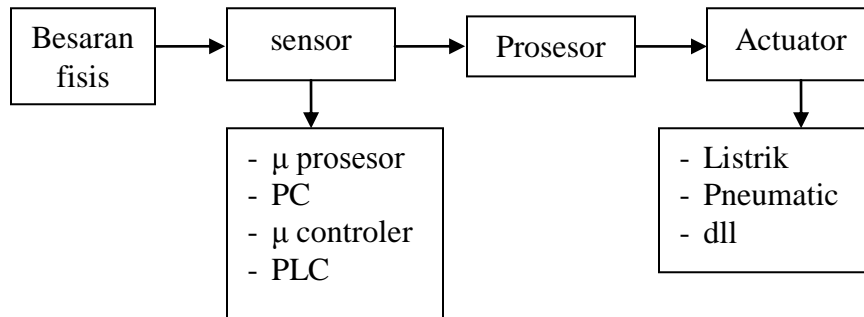 Besaran
fisis
sensor
Prosesor
Actuator
- μ prosesor
- PC
- μ controler
- PLC
- Listrik
- Pneumatic
- dll